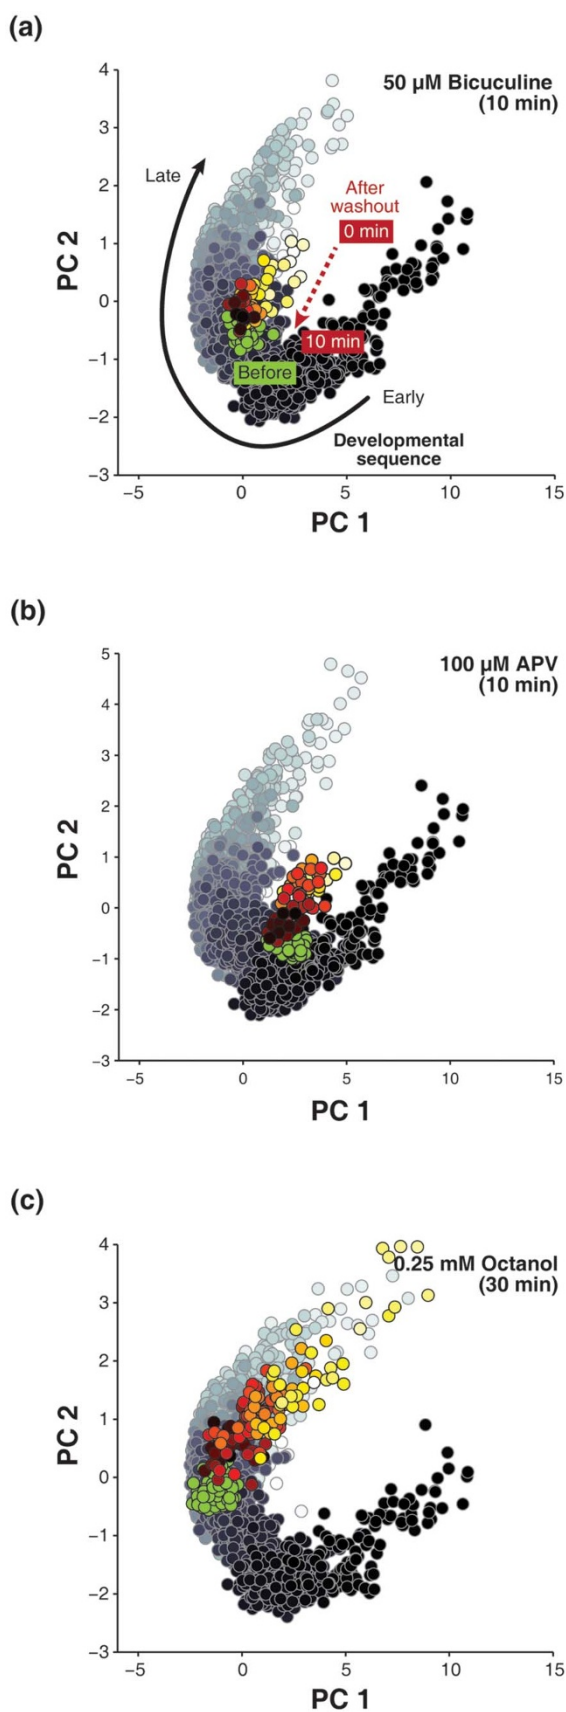 (a)
50 µM Bicuculine
(10 min)
4
3
2
1
0
−1
−2
−3
PC 2
Late
After
washout
0 min
10 min
Before
Early
Developmental
sequence
−5
0
5
10
15
PC 1
(b)
100 µM APV
(10 min)
5
4
3
2
1
0
−1
−2
−3
PC 2
−5
0
5
10
15
PC 1
(c)
0.25 mM Octanol
(30 min)
4
3
2
1
0
−1
−2
−3
PC 2
−5
0
5
10
15
PC 1